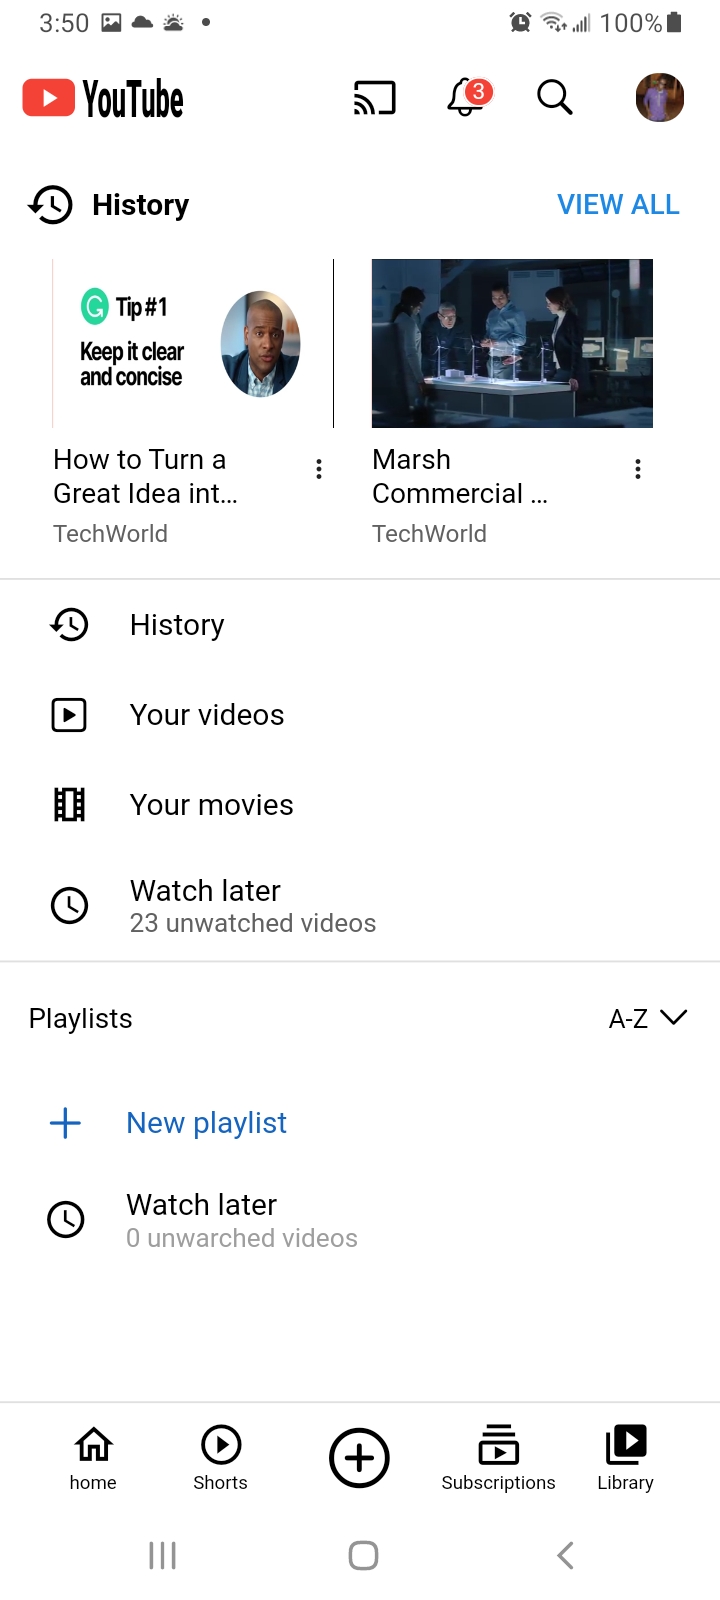 3:50
100%
YouTube
3
History
VIEW ALL
G Tip #1
Keep it clear
and concise
How to Turn a
Great Idea int...
TechWorld
Marsh
Commercial ...
TechWorld
History
Your videos
Your movies
Watch later
23 unwatched videos
Playlists
A-Z
New playlist
Watch later
0 unwarched videos
home
Shorts
Subscriptions
Library